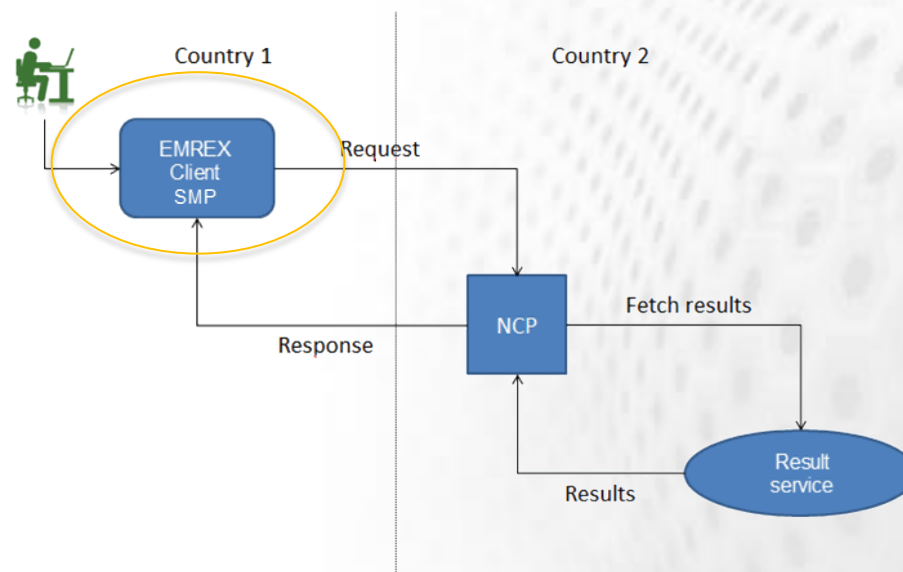 Country 1
Country 2
EMREX
Client
SMP
Request
NCP
Fetch results
Response
Result
service
Results